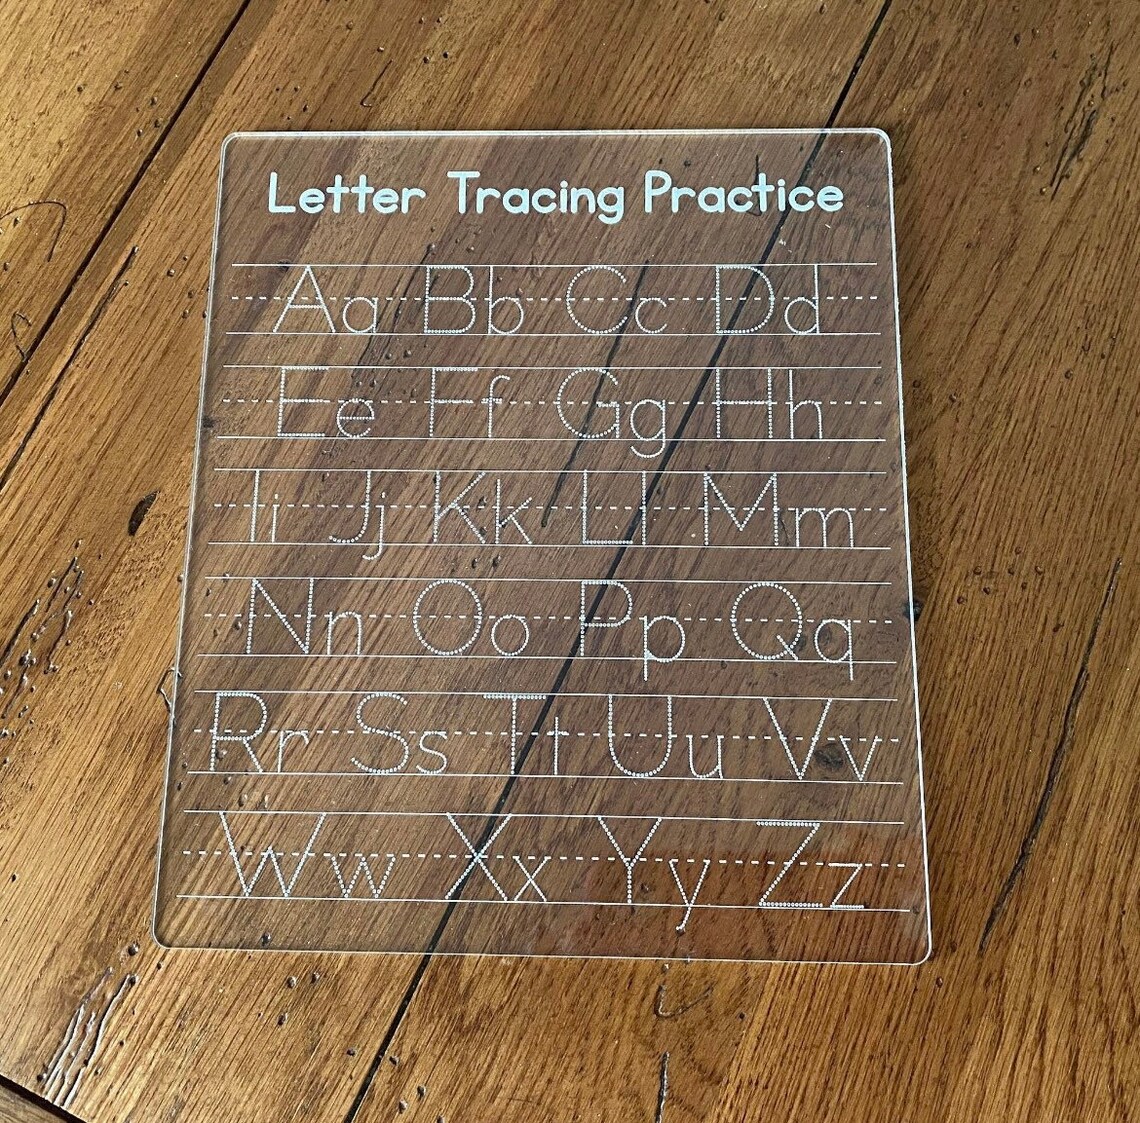 Letter Tracing Practice
Aa Bb Cc Dd
Ee Ff Gg Hh
Ii Jj Kk Ll Mm
Nn Oo Pp Qq
Rr Ss Tt Uu Vv
Ww Xx Yy Zz